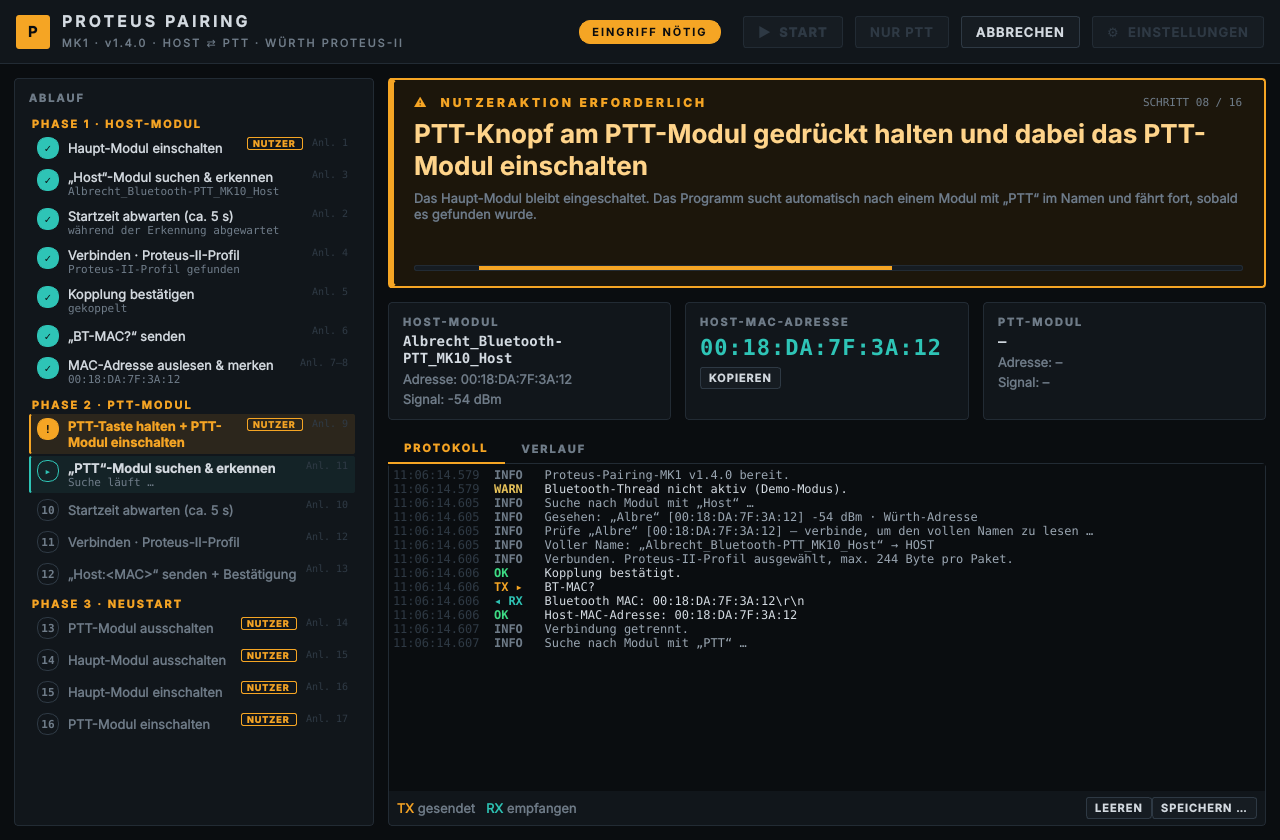 P
PROTEUS PAIRING
MK1 · v1.4.0 · HOST ⇄ PTT · WÜRTH PROTEUS-II
EINGRIFF NÖTIG
▶ START
NUR PTT
ABBRECHEN
⚙ EINSTELLUNGEN
ABLAUF
PHASE 1 · HOST-MODUL
✓ Haupt-Modul einschalten NUTZER Anl. 1
✓ „Host“-Modul suchen & erkennen Anl. 3
Albrecht_Bluetooth-PTT_MK10_Host
✓ Startzeit abwarten (ca. 5 s) Anl. 2
während der Erkennung abgewartet
✓ Verbinden · Proteus-II-Profil Anl. 4
Proteus-II-Profil gefunden
✓ Kopplung bestätigen Anl. 5
gekoppelt
✓ „BT-MAC?“ senden Anl. 6
✓ MAC-Adresse auslesen & merken Anl. 7–8
00:18:DA:7F:3A:12
PHASE 2 · PTT-MODUL
! PTT-Taste halten + PTT- NUTZER Anl. 9
Modul einschalten
▸ „PTT“-Modul suchen & erkennen Anl. 11
Suche läuft …
10 Startzeit abwarten (ca. 5 s) Anl. 10
11 Verbinden · Proteus-II-Profil Anl. 12
12 „Host:<MAC>“ senden + Bestätigung Anl. 13
PHASE 3 · NEUSTART
13 PTT-Modul ausschalten NUTZER Anl. 14
14 Haupt-Modul ausschalten NUTZER Anl. 15
15 Haupt-Modul einschalten NUTZER Anl. 16
16 PTT-Modul einschalten NUTZER Anl. 17
⚠ NUTZERAKTION ERFORDERLICH
SCHRITT 08 / 16
PTT-Knopf am PTT-Modul gedrückt halten und dabei das PTT-
Modul einschalten
Das Haupt-Modul bleibt eingeschaltet. Das Programm sucht automatisch nach einem Modul mit „PTT“ im Namen und fährt fort, sobald
es gefunden wurde.
HOST-MODUL
Albrecht_Bluetooth-
PTT_MK10_Host
Adresse: 00:18:DA:7F:3A:12
Signal: -54 dBm
HOST-MAC-ADRESSE
00:18:DA:7F:3A:12
KOPIEREN
PTT-MODUL
–
Adresse: –
Signal: –
PROTOKOLL
VERLAUF
11:06:14.579 INFO Proteus-Pairing-MK1 v1.4.0 bereit.
11:06:14.579 WARN Bluetooth-Thread nicht aktiv (Demo-Modus).
11:06:14.605 INFO Suche nach Modul mit „Host“ …
11:06:14.605 INFO Gesehen: „Albre“ [00:18:DA:7F:3A:12] -54 dBm · Würth-Adresse
11:06:14.605 INFO Prüfe „Albre“ [00:18:DA:7F:3A:12] – verbinde, um den vollen Namen zu lesen …
11:06:14.605 INFO Voller Name: „Albrecht_Bluetooth-PTT_MK10_Host“ → HOST
11:06:14.606 INFO Verbunden. Proteus-II-Profil ausgewählt, max. 244 Byte pro Paket.
11:06:14.606 OK Kopplung bestätigt.
11:06:14.606 TX ▸ BT-MAC?
11:06:14.606 ◂ RX Bluetooth MAC: 00:18:DA:7F:3A:12\r\n
11:06:14.606 OK Host-MAC-Adresse: 00:18:DA:7F:3A:12
11:06:14.607 INFO Verbindung getrennt.
11:06:14.607 INFO Suche nach Modul mit „PTT“ …
TX gesendet RX empfangen
LEEREN
SPEICHERN …